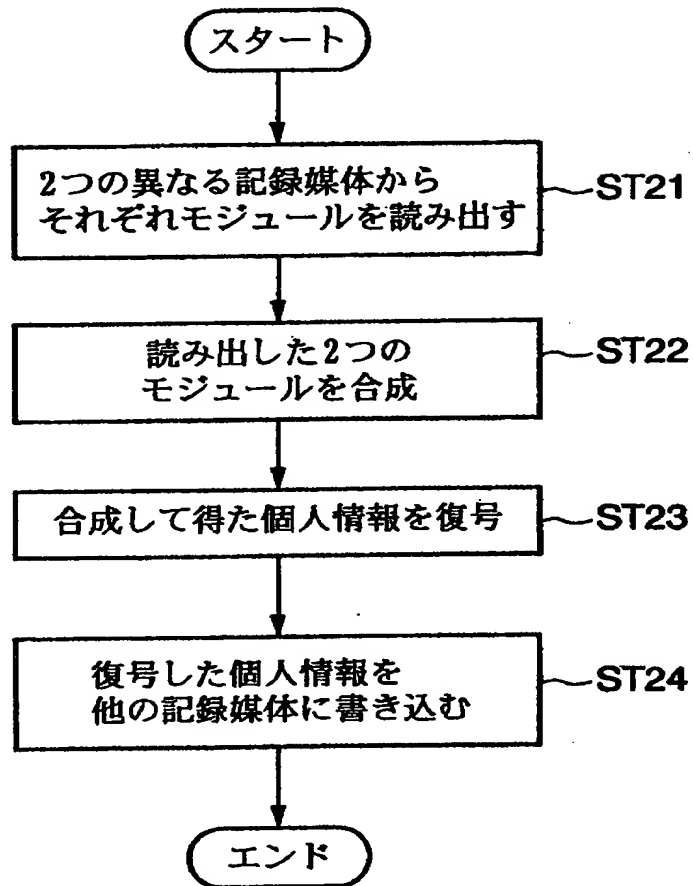 スタート
2つの異なる記録媒体から
それぞれモジュールを読み出す
ST21
読み出した2つの
モジュールを合成
ST22
合成して得た個人情報を復号
ST23
復号した個人情報を
他の記録媒体に書き込む
ST24
エンド